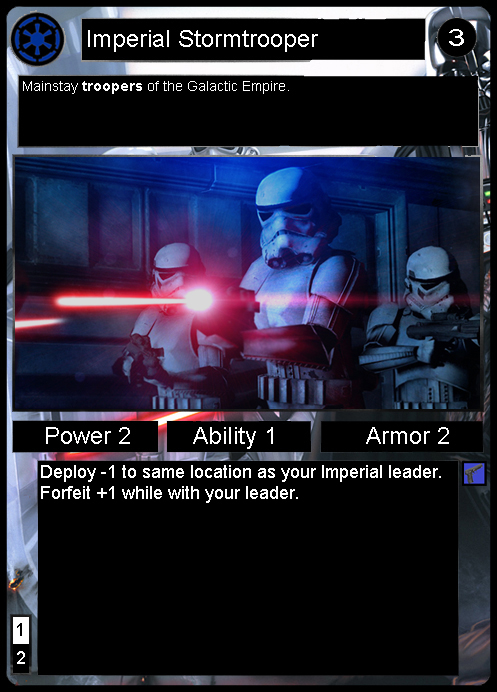 Imperial Stormtrooper
3
Mainstay troopers of the Galactic Empire.
Power 2
Ability 1
Armor 2
Deploy -1 to same location as your Imperial leader.
Forfeit +1 while with your leader.
1
2